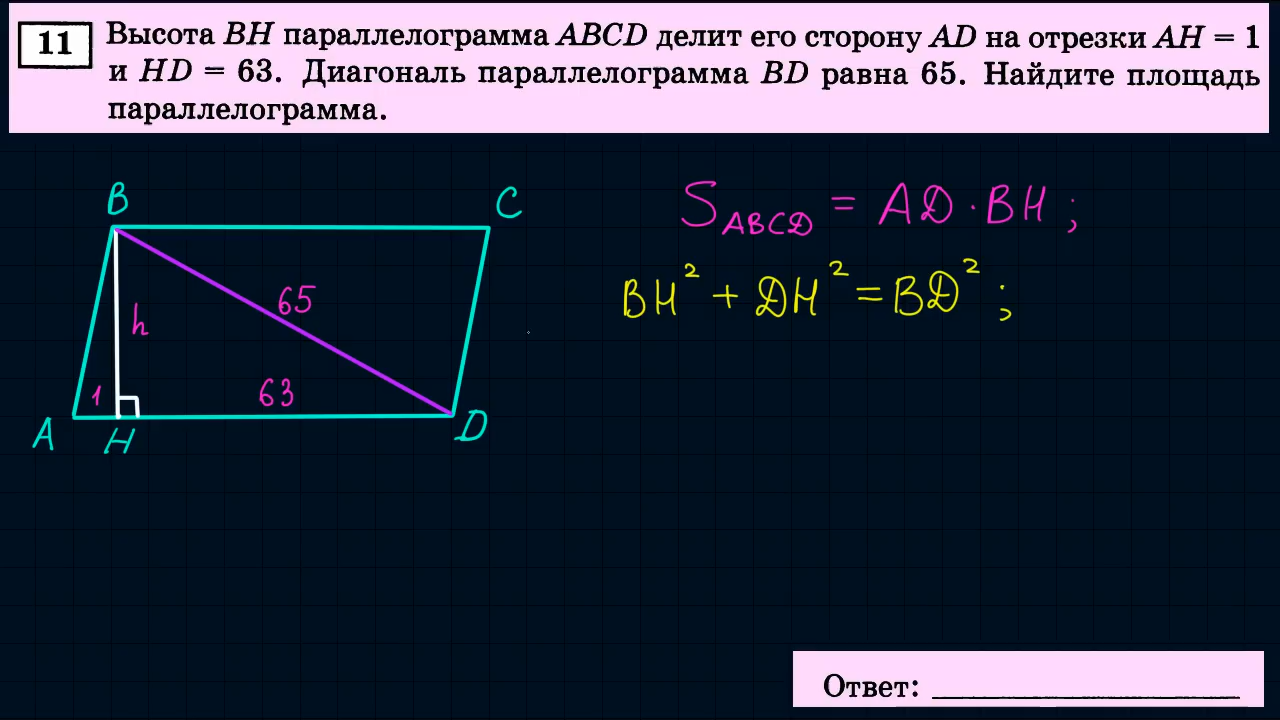 11 Высота BH параллелограмма ABCD делит его сторону AD на отрезки AH = 1
и HD = 63. Диагональ параллелограмма BD равна 65. Найдите площадь
параллелограмма.
B
C
S_ABCD = AD · BH ;
BH² + DH² = BD² ;
65
h
1
63
A
H
D
Ответ: ____________________